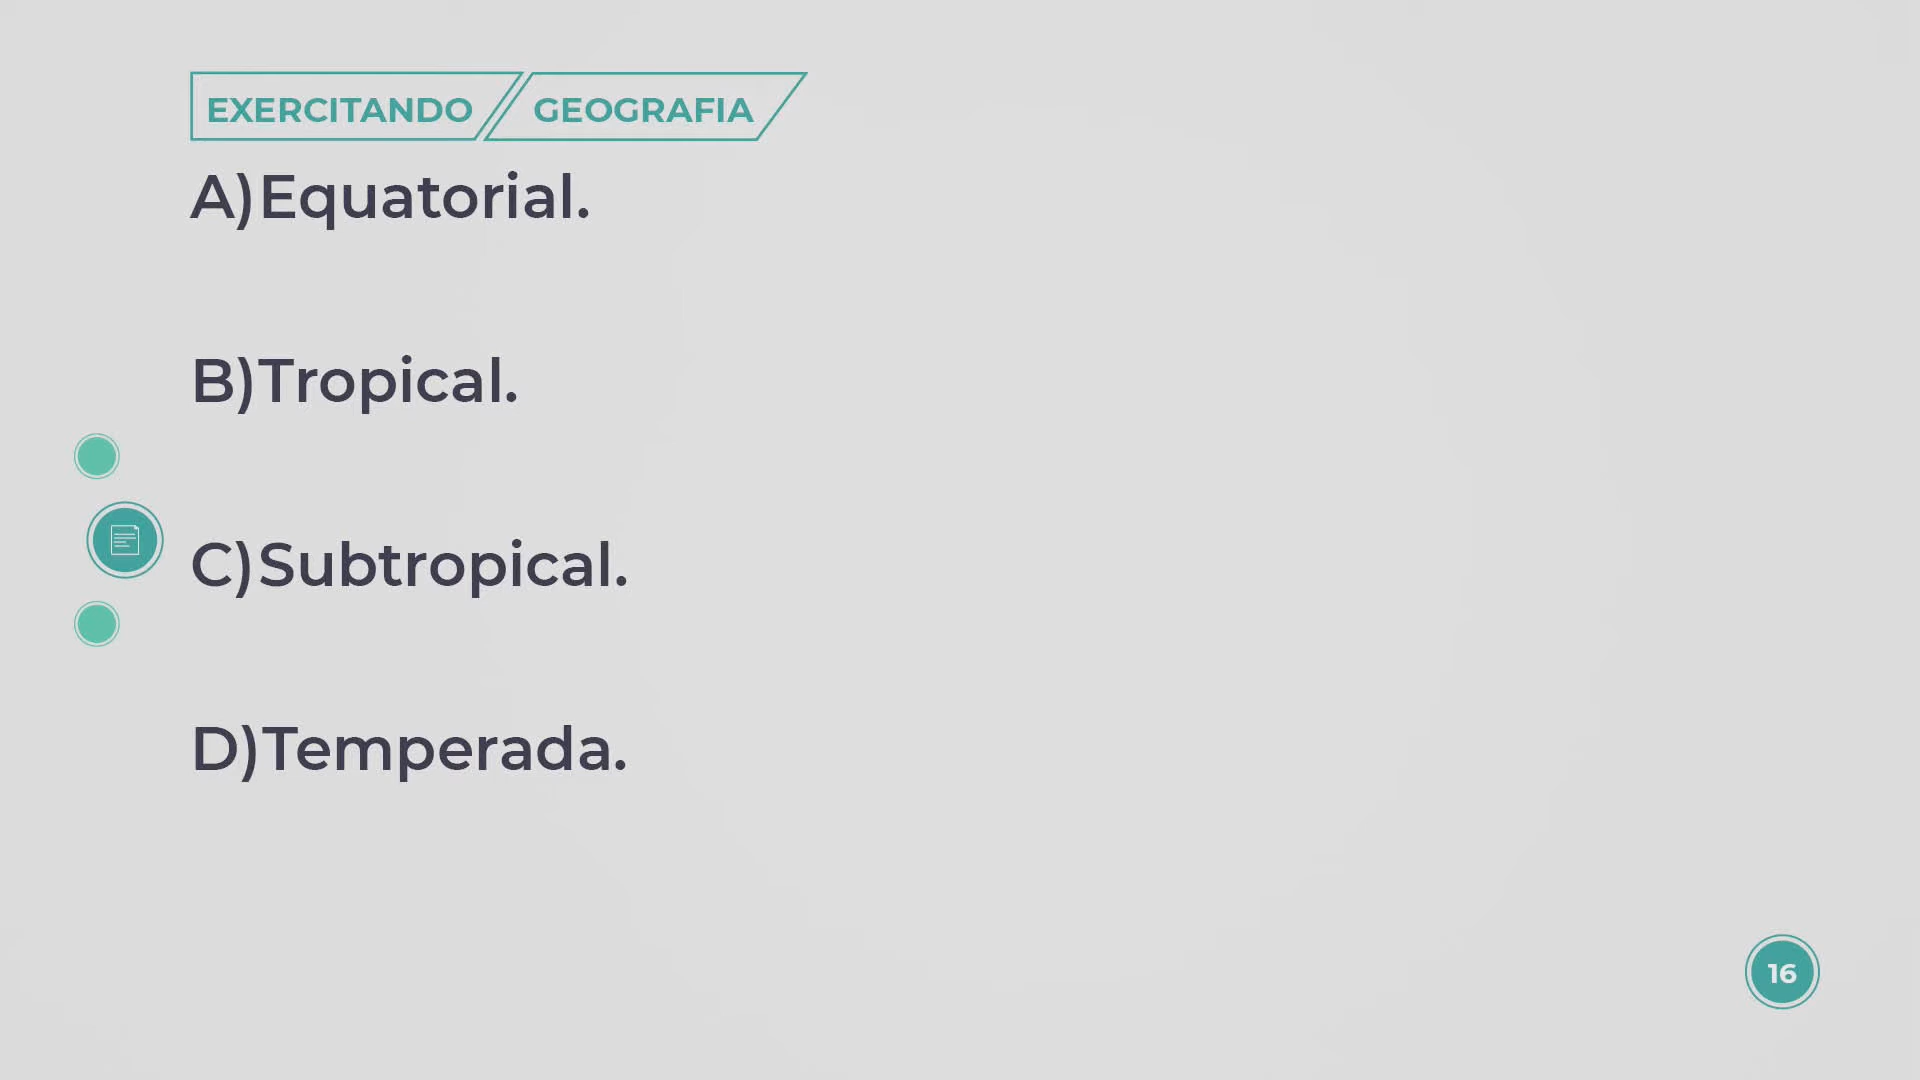 EXERCITANDO GEOGRAFIA
A)Equatorial.
B)Tropical.
C)Subtropical.
D)Temperada.
16